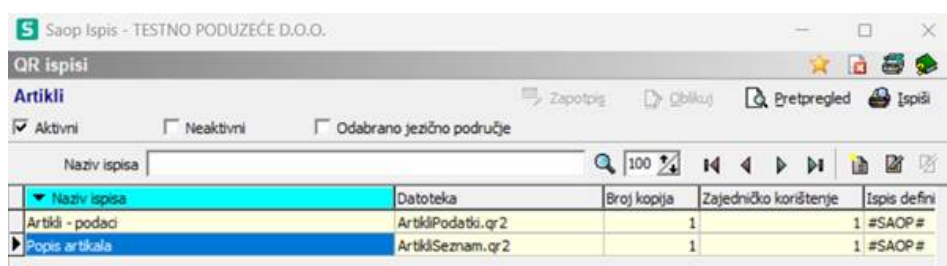 Saop Ispis - TESTNO PODUZEĆE D.O.O.
QR ispisi
Artikli
Zapotpis Oblikuj Pretpregled Ispiši
Aktivni Neaktivni Odabrano jezično područje
Naziv ispisa 100
Naziv ispisa Datoteka Broj kopija Zajedničko korištenje Ispis defini
Artikli - podaci ArtikliPodatki.qr2 1 1 #SAOP#
Popis artikala ArtikliSeznam.qr2 1 1 #SAOP#